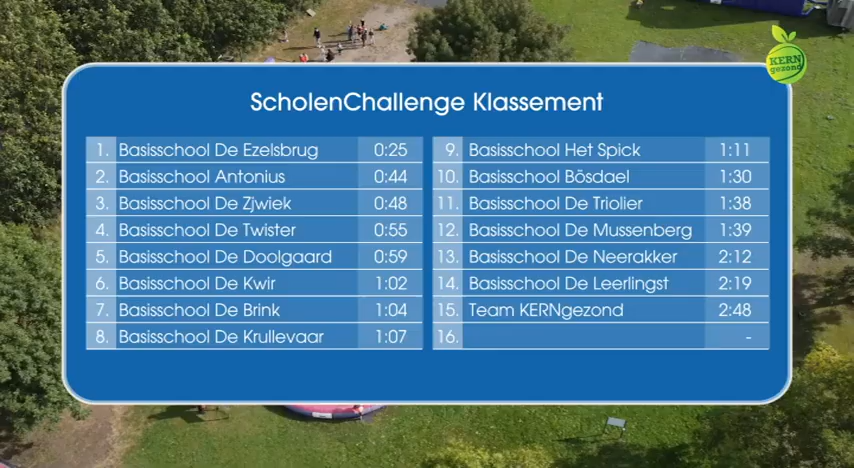 KERN
gezond
ScholenChallenge Klassement
1. Basisschool De Ezelsbrug 0:25
2. Basisschool Antonius 0:44
3. Basisschool De Zjwiek 0:48
4. Basisschool De Twister 0:55
5. Basisschool De Doolgaard 0:59
6. Basisschool De Kwir 1:02
7. Basisschool De Brink 1:04
8. Basisschool De Krullevaar 1:07
9. Basisschool Het Spick 1:11
10. Basisschool Bösdael 1:30
11. Basisschool De Triolier 1:38
12. Basisschool De Mussenberg 1:39
13. Basisschool De Neerakker 2:12
14. Basisschool De Leerlingst 2:19
15. Team KERNgezond 2:48
16. -